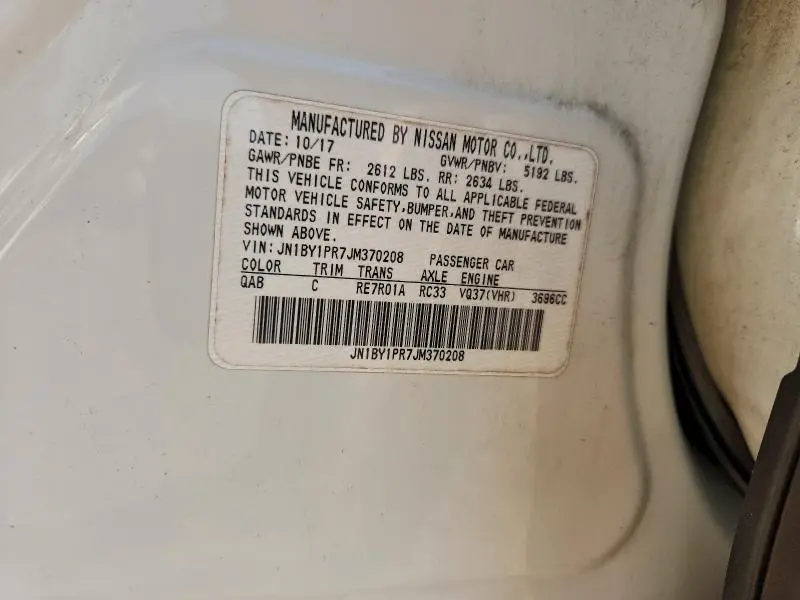 MANUFACTURED BY NISSAN MOTOR CO.,LTD.
DATE: 10/17 GVWR/PNBV: 5192 LBS.
GAWR/PNBE FR: 2612 LBS. RR: 2634 LBS.
THIS VEHICLE CONFORMS TO ALL APPLICABLE FEDERAL
MOTOR VEHICLE SAFETY,BUMPER,AND THEFT PREVENTION
STANDARDS IN EFFECT ON THE DATE OF MANUFACTURE
SHOWN ABOVE.
VIN: JN1BY1PR7JM370208 PASSENGER CAR
COLOR TRIM TRANS AXLE ENGINE
QAB C RE7R01A RC33 VQ37(VHR) 3696CC
JN1BY1PR7JM370208